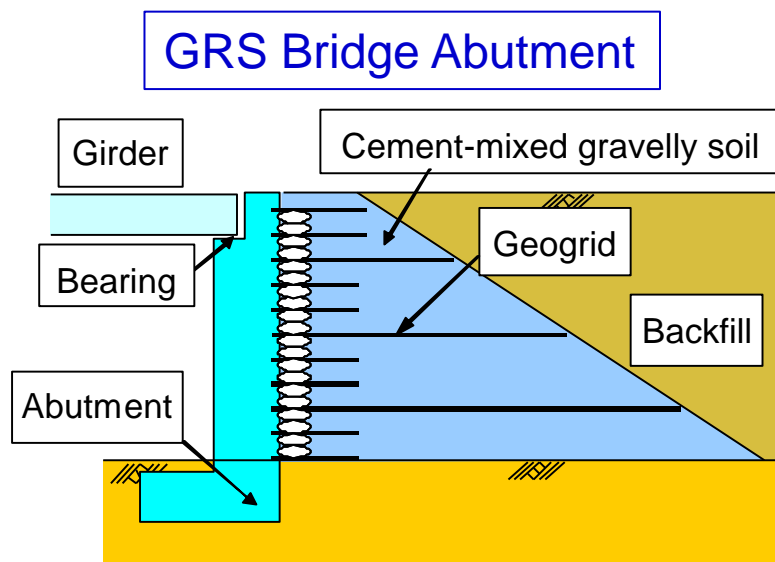 GRS Bridge Abutment
Girder
Cement-mixed gravelly soil
Geogrid
Bearing
Backfill
Abutment